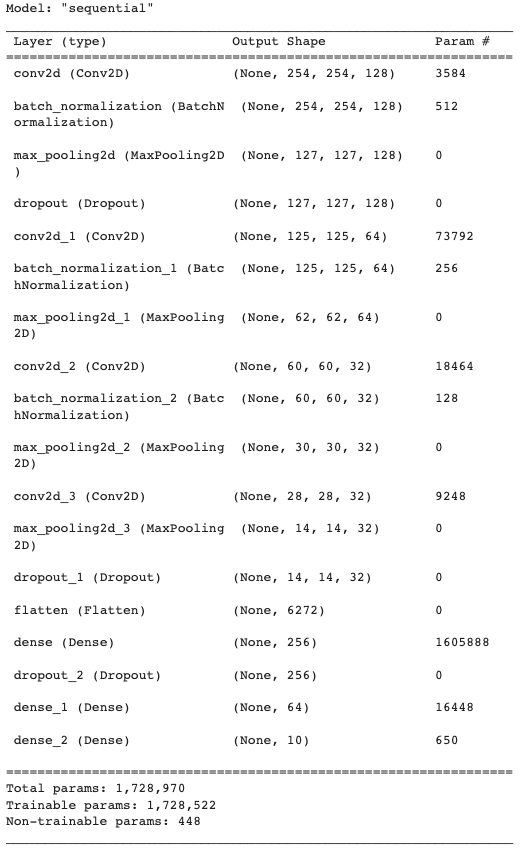 Model: "sequential"
Layer (type) Output Shape Param #
=================================================================
conv2d (Conv2D) (None, 254, 254, 128) 3584
batch_normalization (BatchN (None, 254, 254, 128) 512
ormalization)
max_pooling2d (MaxPooling2D (None, 127, 127, 128) 0
)
dropout (Dropout) (None, 127, 127, 128) 0
conv2d_1 (Conv2D) (None, 125, 125, 64) 73792
batch_normalization_1 (Batc (None, 125, 125, 64) 256
hNormalization)
max_pooling2d_1 (MaxPooling (None, 62, 62, 64) 0
2D)
conv2d_2 (Conv2D) (None, 60, 60, 32) 18464
batch_normalization_2 (Batc (None, 60, 60, 32) 128
hNormalization)
max_pooling2d_2 (MaxPooling (None, 30, 30, 32) 0
2D)
conv2d_3 (Conv2D) (None, 28, 28, 32) 9248
max_pooling2d_3 (MaxPooling (None, 14, 14, 32) 0
2D)
dropout_1 (Dropout) (None, 14, 14, 32) 0
flatten (Flatten) (None, 6272) 0
dense (Dense) (None, 256) 1605888
dropout_2 (Dropout) (None, 256) 0
dense_1 (Dense) (None, 64) 16448
dense_2 (Dense) (None, 10) 650
=================================================================
Total params: 1,728,970
Trainable params: 1,728,522
Non-trainable params: 448